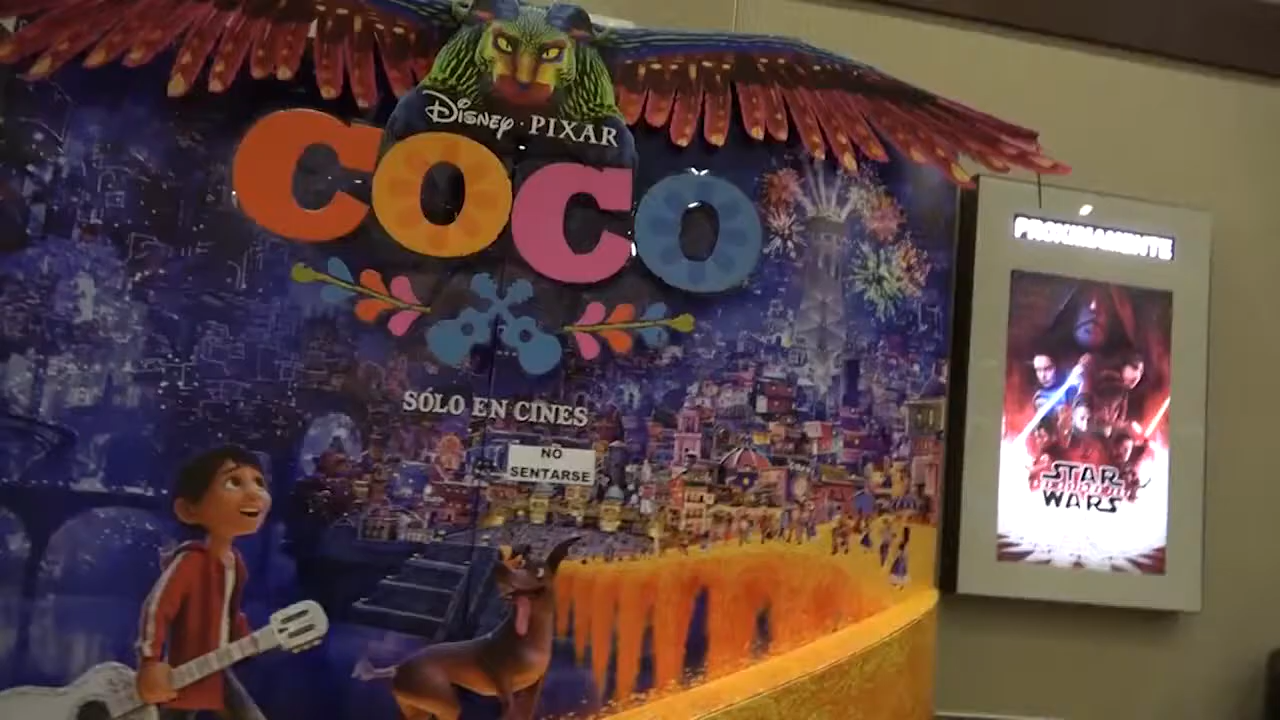 DISNEY · PIXAR
COCO
SÓLO EN CINES
NO
SENTARSE
PROXIMAMENTE
STAR
WARS